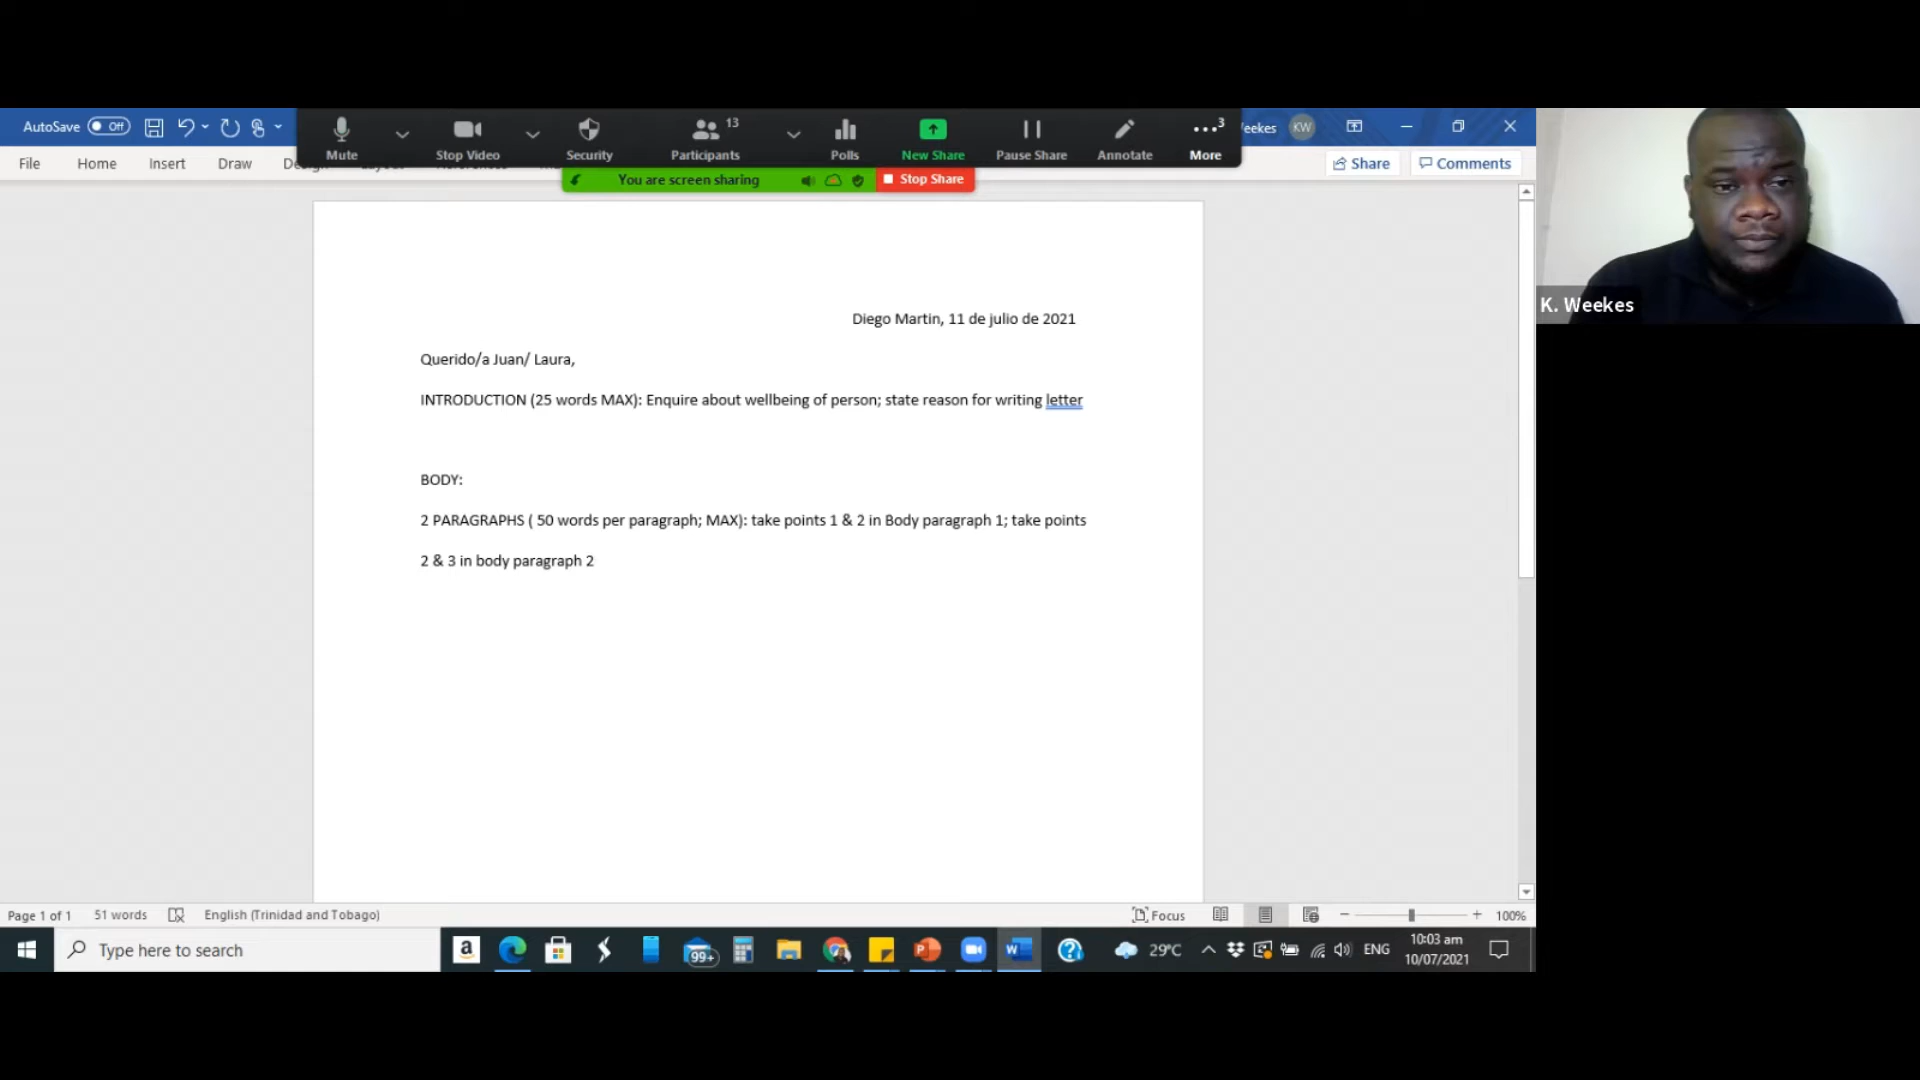 AutoSave Off
Mute
Stop Video
Security
Participants 13
Polls
New Share
Pause Share
Annotate
More 3
eekes KW
File Home Insert Draw
Share Comments
You are screen sharing Stop Share
K. Weekes
Diego Martin, 11 de julio de 2021
Querido/a Juan/ Laura,
INTRODUCTION (25 words MAX): Enquire about wellbeing of person; state reason for writing letter
BODY:
2 PARAGRAPHS ( 50 words per paragraph; MAX): take points 1 & 2 in Body paragraph 1; take points
2 & 3 in body paragraph 2
Page 1 of 1 51 words English (Trinidad and Tobago) Focus 100%
Type here to search
99+
29°C ENG
10:03 am
10/07/2021